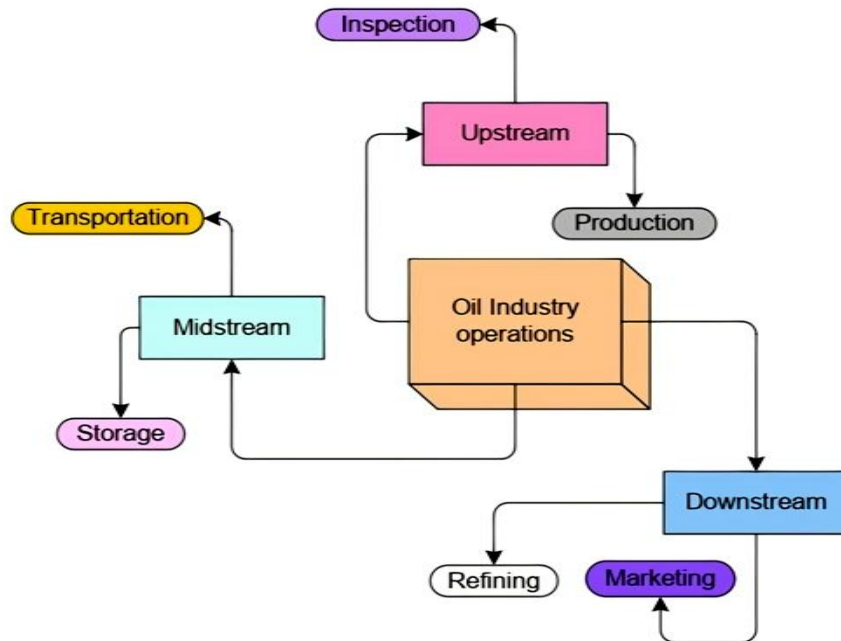 Inspection
Upstream
Transportation
Production
Oil Industry
operations
Midstream
Storage
Downstream
Refining
Marketing